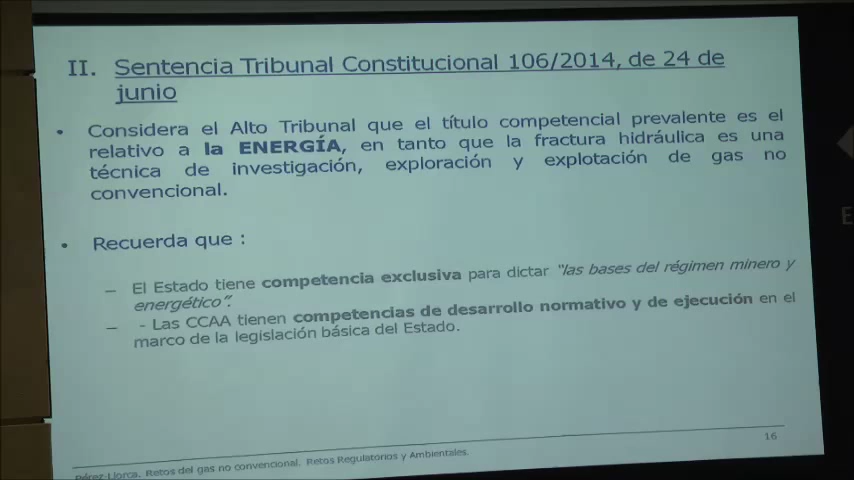 II. Sentencia Tribunal Constitucional 106/2014, de 24 de
junio
• Considera el Alto Tribunal que el título competencial prevalente es el
relativo a la ENERGÍA, en tanto que la fractura hidráulica es una
técnica de investigación, exploración y explotación de gas no
convencional.
• Recuerda que :
– El Estado tiene competencia exclusiva para dictar "las bases del régimen minero y
energético".
– - Las CCAA tienen competencias de desarrollo normativo y de ejecución en el
marco de la legislación básica del Estado.
16
Pérez-Llorca. Retos del gas no convencional. Retos Regulatorios y Ambientales.
E